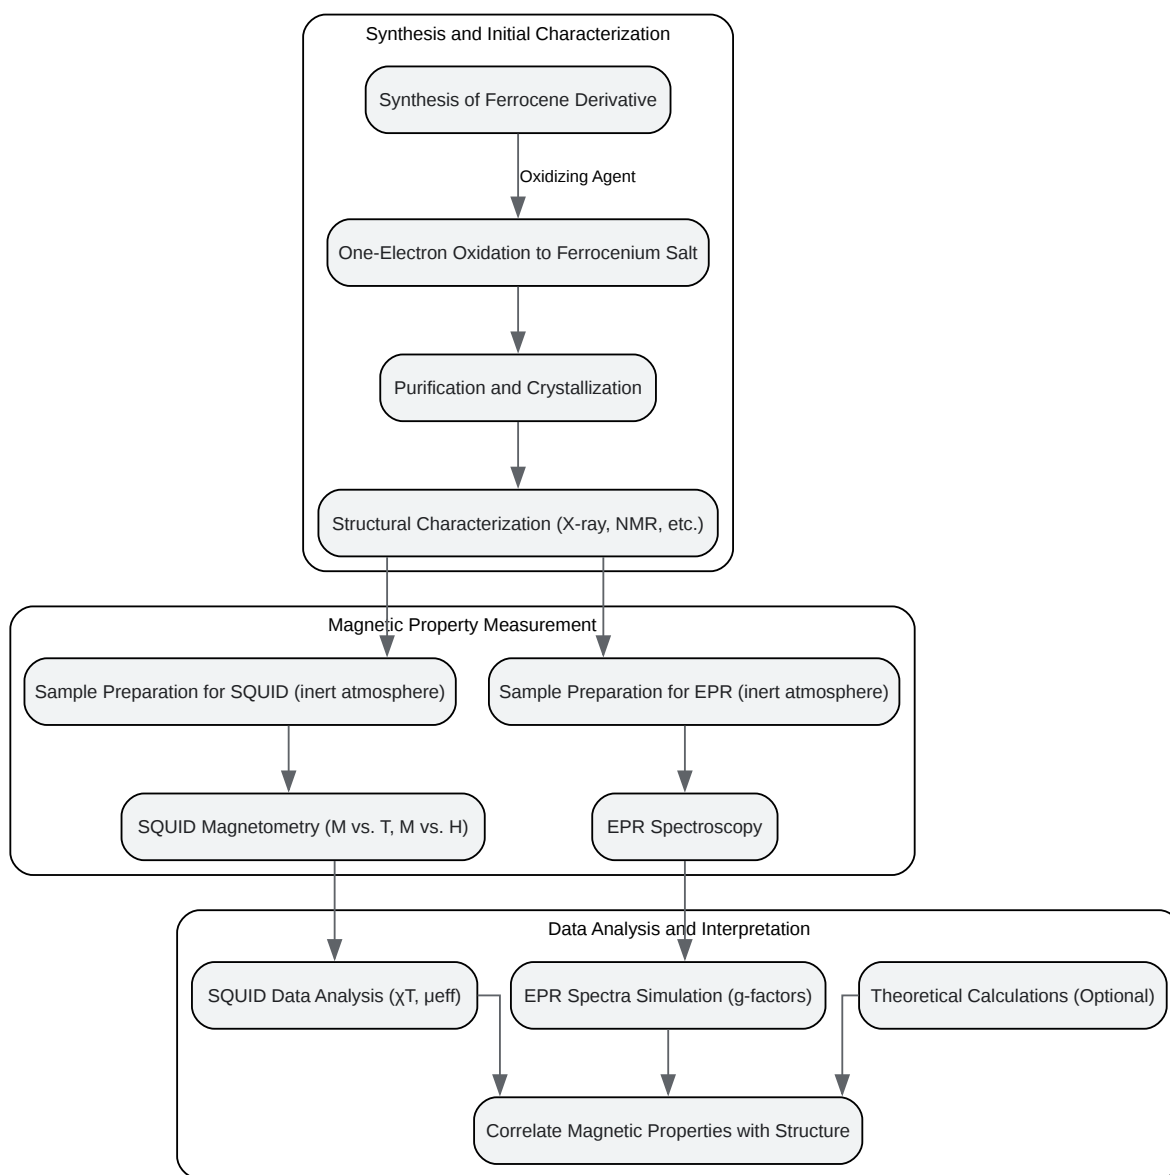 Synthesis and Initial Characterization
Synthesis of Ferrocene Derivative
Oxidizing Agent
One-Electron Oxidation to Ferrocenium Salt
Purification and Crystallization
Structural Characterization (X-ray, NMR, etc.)
Magnetic Property Measurement
Sample Preparation for SQUID (inert atmosphere)
Sample Preparation for EPR (inert atmosphere)
SQUID Magnetometry (M vs. T, M vs. H)
EPR Spectroscopy
Data Analysis and Interpretation
SQUID Data Analysis (χT, μeff)
EPR Spectra Simulation (g-factors)
Theoretical Calculations (Optional)
Correlate Magnetic Properties with Structure